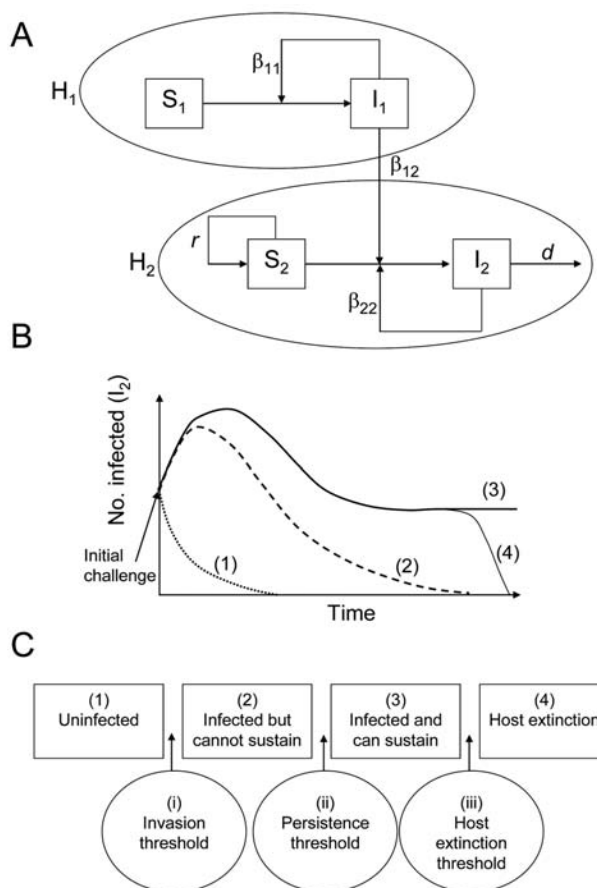 A
H₁
S₁
β₁₁
I₁
β₁₂
H₂
r
S₂
β₂₂
I₂
d
B
No. infected (I₂)
Initial
challenge
(1)
(2)
(3)
(4)
Time
C
(1)
Uninfected
(2)
Infected but
cannot sustain
(3)
Infected and
can sustain
(4)
Host extinction
(i)
Invasion
threshold
(ii)
Persistence
threshold
(iii)
Host
extinction
threshold